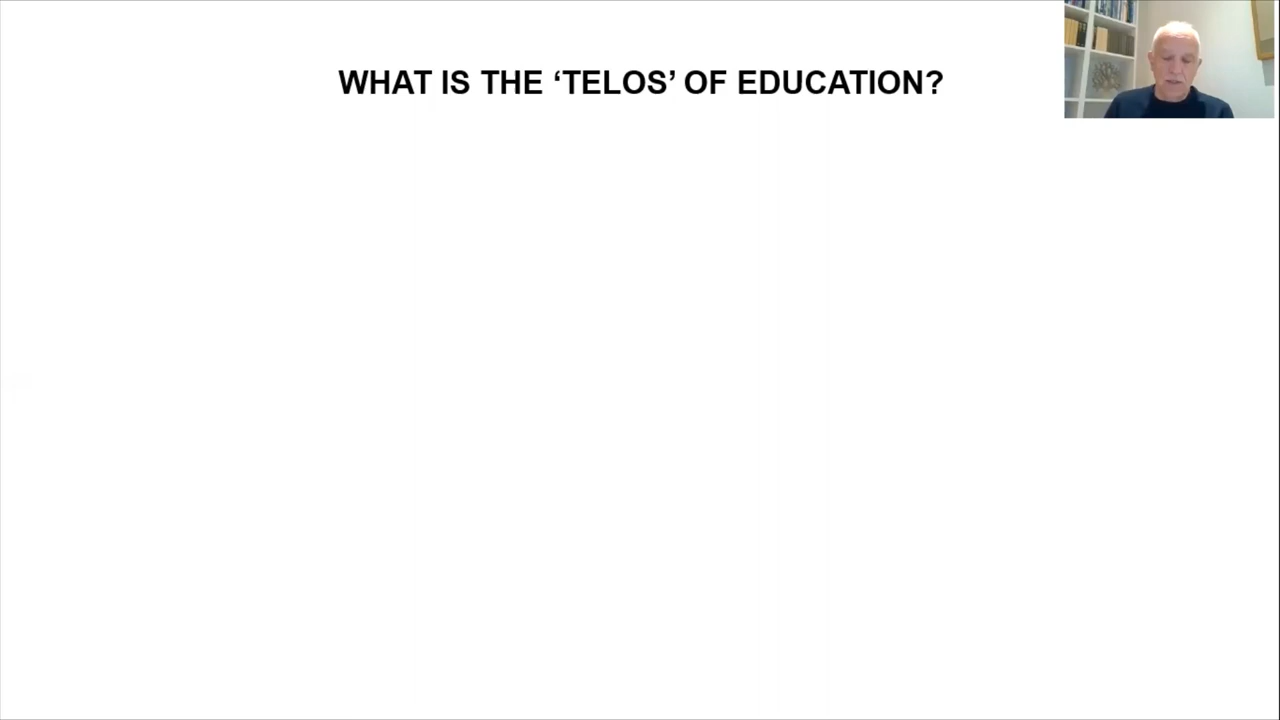 WHAT IS THE ‘TELOS’ OF EDUCATION?